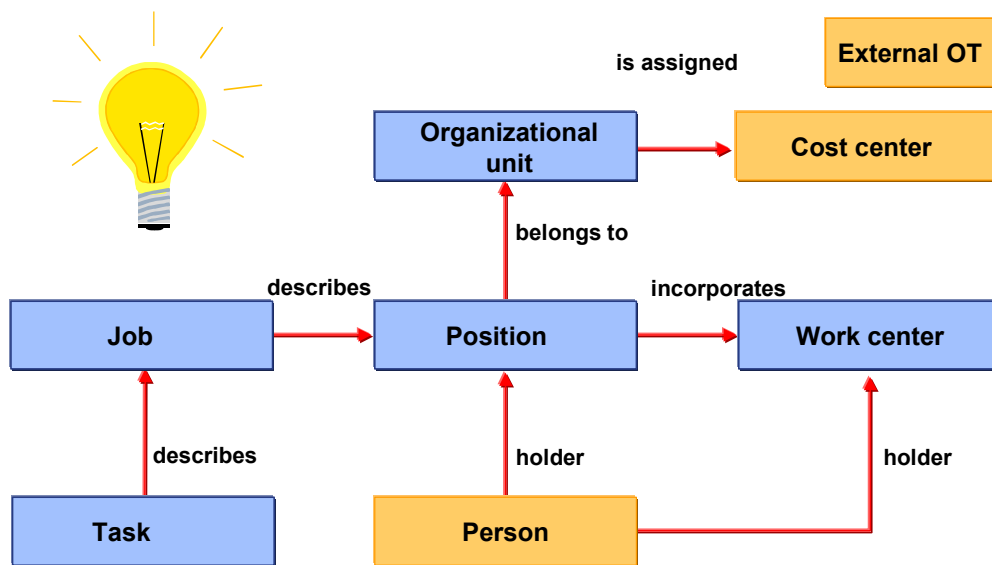 External OT
is assigned
Organizational
unit
Cost center
belongs to
describes
incorporates
Job
Position
Work center
describes
holder
holder
Task
Person